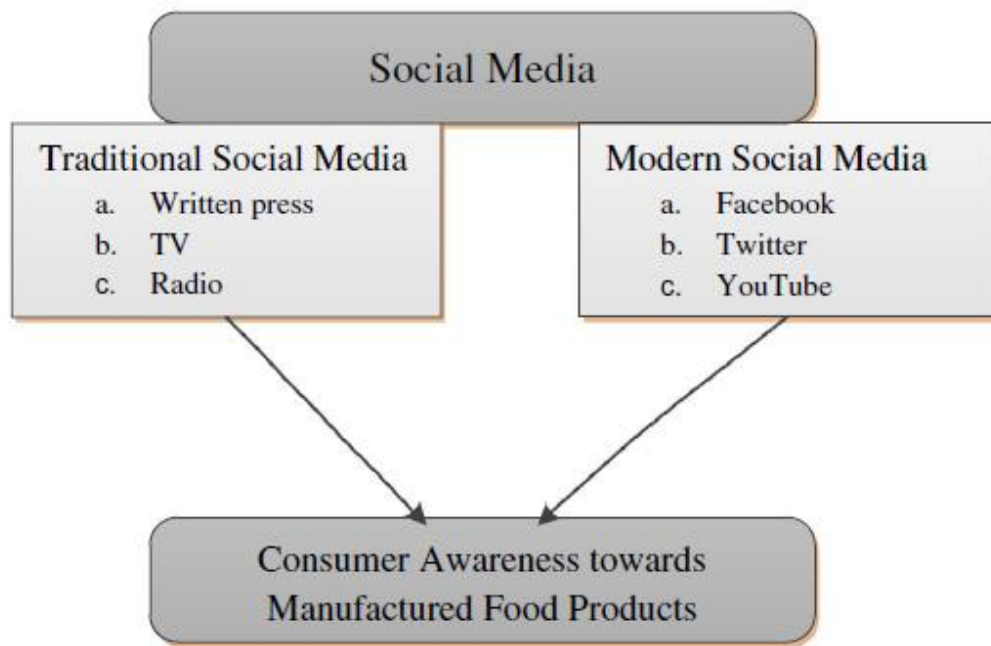 Social Media
Traditional Social Media
a. Written press
b. TV
c. Radio
Modern Social Media
a. Facebook
b. Twitter
c. YouTube
Consumer Awareness towards
Manufactured Food Products